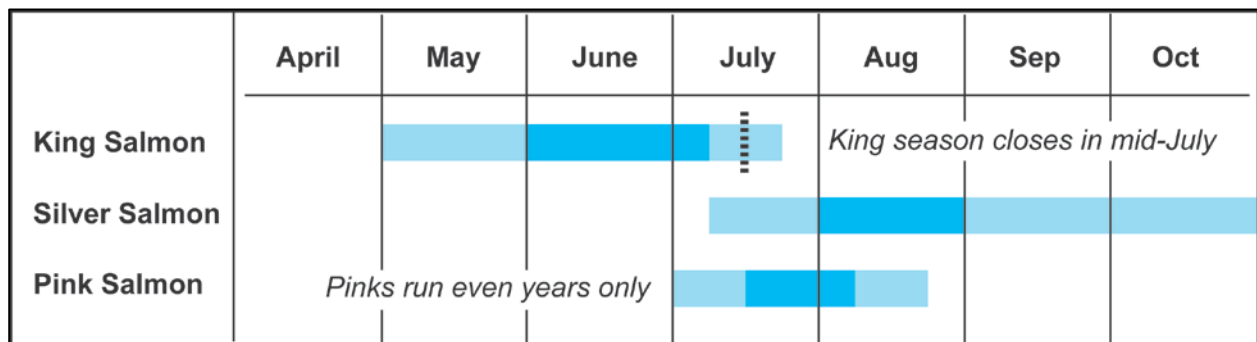 April May June July Aug Sep Oct
King Salmon King season closes in mid-July
Silver Salmon
Pink Salmon Pinks run even years only